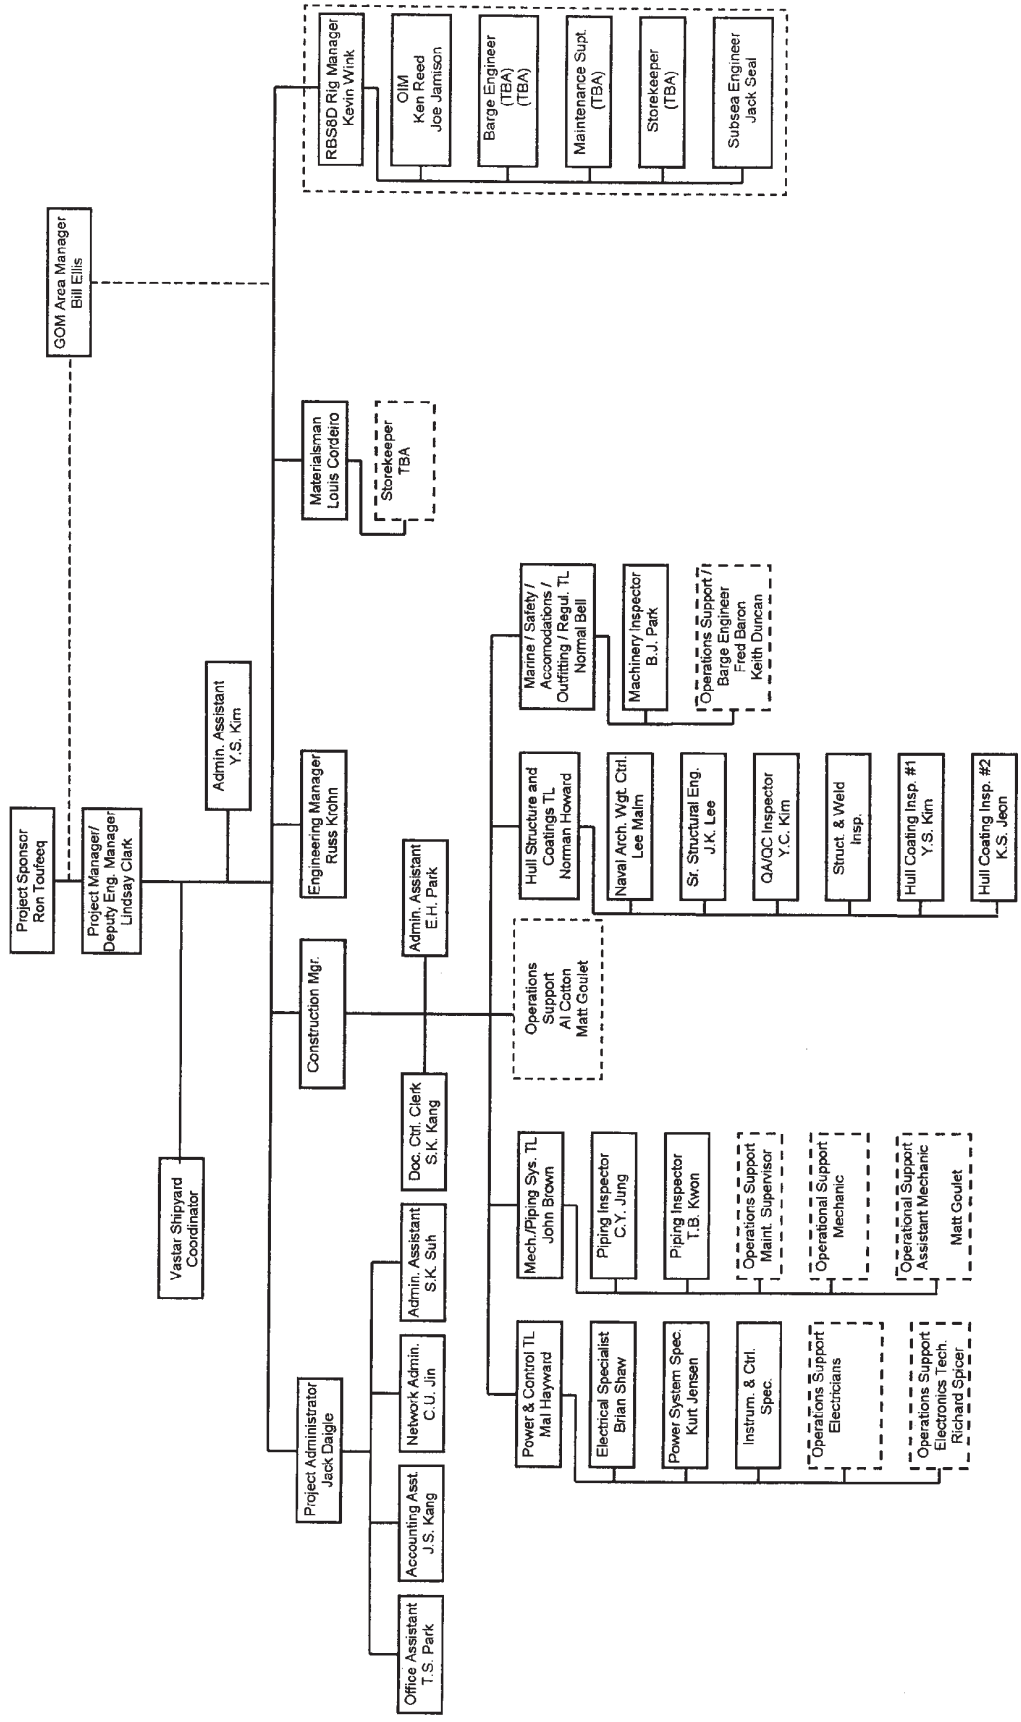 Project Sponsor
Ron Toufeeq
Project Manager/
Deputy Eng. Manager
Lindsay Clark
GOM Area Manager
Bill Ellis
Vastar Shipyard
Coordinator
Admin. Assistant
Y.S. Kim
Project Administrator
Jack Daigle
Construction Mgr.
Engineering Manager
Russ Krohn
Materialsman
Louis Cordeiro
RBS8D Rig Manager
Kevin Wink
Office Assistant
T.S. Park
Accounting Asst.
J.S. Kang
Network Admin.
C.U. Jin
Admin. Assistant
S.K. Suh
Doc. Ctrl. Clerk
S.K. Kang
Admin. Assistant
E.H. Park
Storekeeper
TBA
OIM
Ken Reed
Joe Jamison
Barge Engineer
(TBA)
(TBA)
Maintenance Supt.
(TBA)
Storekeeper
(TBA)
Subsea Engineer
Jack Seal
Power & Control TL
Mal Hayward
Electrical Specialist
Brian Shaw
Power System Spec.
Kurt Jensen
Instrum. & Ctrl.
Spec.
Operations Support
Electricians
Operations Support
Electronics Tech.
Richard Spicer
Mech./Piping Sys. TL
John Brown
Piping Inspector
C.Y. Jung
Piping Inspector
T.B. Kwon
Operations Support
Maint. Supervisor
Operational Support
Mechanic
Operational Support
Assistant Mechanic
Matt Goulet
Operations
Support
Al Cotton
Matt Goulet
Hull Structure and
Coatings TL
Norman Howard
Naval Arch. Wgt. Ctrl.
Lee Malm
Sr. Structural Eng.
J.K. Lee
QA/QC Inspector
Y.C. Kim
Struct. & Weld
Insp.
Hull Coating Insp. #1
Y.S. Kim
Hull Coating Insp. #2
K.S. Jeon
Marine / Safety /
Accomodations /
Outfitting / Regul. TL
Normal Bell
Machinery Inspector
B.J. Park
Operations Support /
Barge Engineer
Fred Baron
Keith Duncan